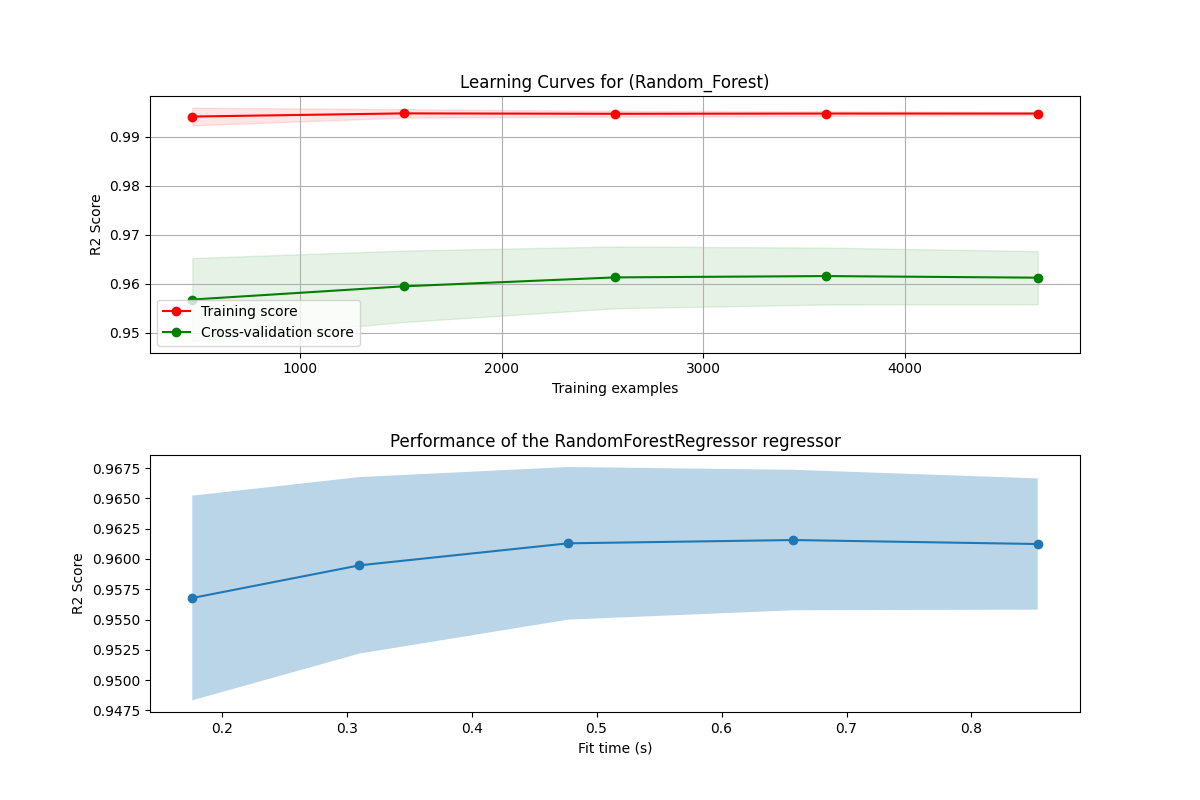 Learning Curves for (Random_Forest)
0.99
0.98
0.97
0.96
0.95
R2 Score
Training score
Cross-validation score
1000 2000 3000 4000
Training examples
Performance of the RandomForestRegressor regressor
0.9675
0.9650
0.9625
0.9600
0.9575
0.9550
0.9525
0.9500
0.9475
R2 Score
0.2 0.3 0.4 0.5 0.6 0.7 0.8
Fit time (s)